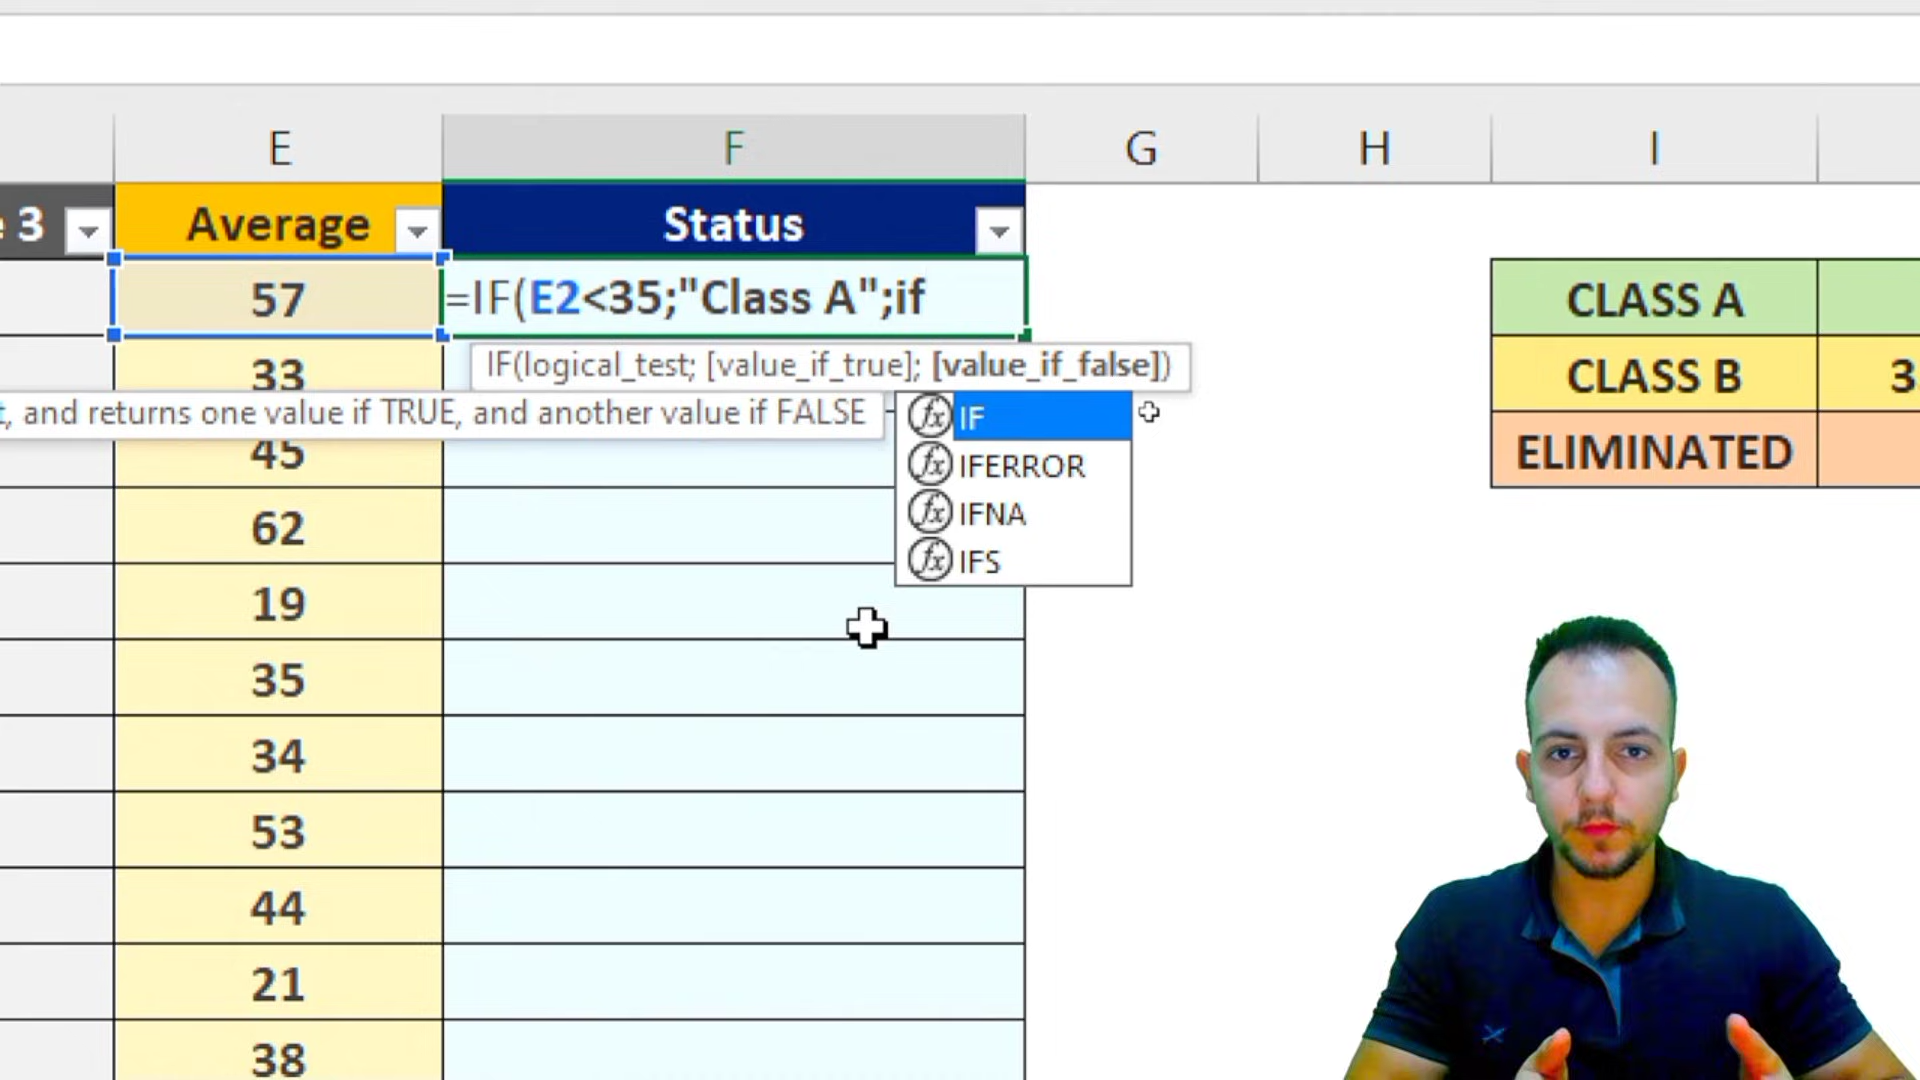 E F G H I
3 Average Status
57 =IF(E2<35;"Class A";if CLASS A
33 IF(logical_test; [value_if_true]; [value_if_false]) CLASS B 3
, and returns one value if TRUE, and another value if FALSE IF
45 IFERROR ELIMINATED
62 IFNA
IFS
19
35
34
53
44
21
38